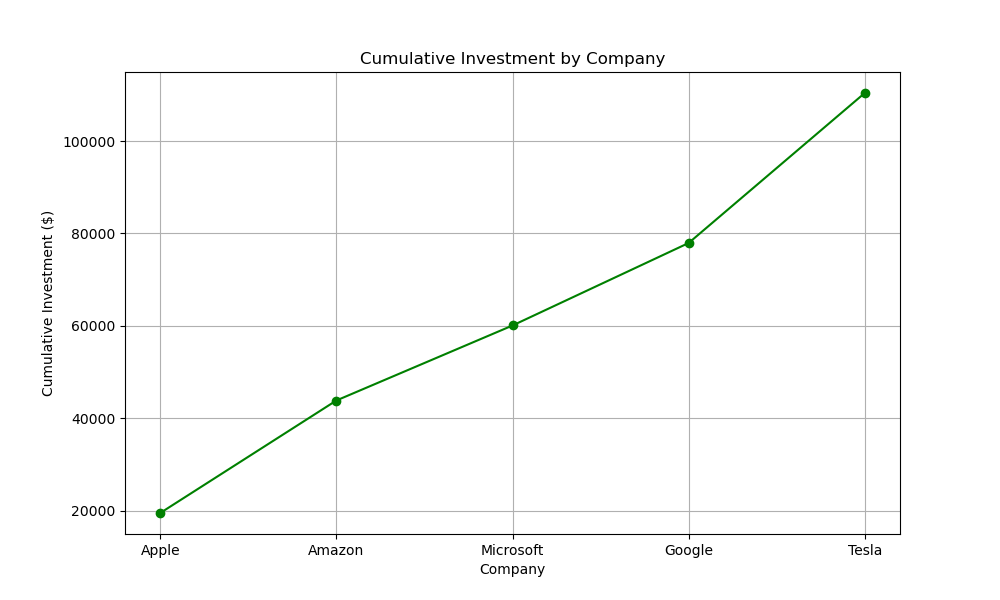 Cumulative Investment by Company
Cumulative Investment ($)
100000
80000
60000
40000
20000
Apple Amazon Microsoft Google Tesla
Company